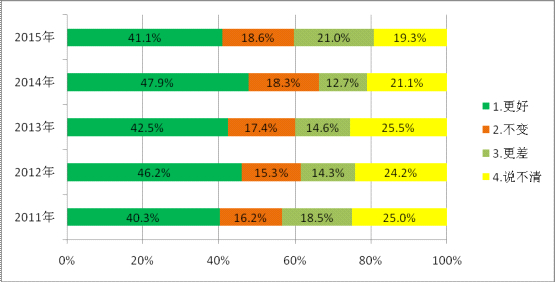 2015年 41.1% 18.6% 21.0% 19.3%
2014年 47.9% 18.3% 12.7% 21.1%
2013年 42.5% 17.4% 14.6% 25.5%
2012年 46.2% 15.3% 14.3% 24.2%
2011年 40.3% 16.2% 18.5% 25.0%
0% 20% 40% 60% 80% 100%
1.更好
2.不变
3.更差
4.说不清